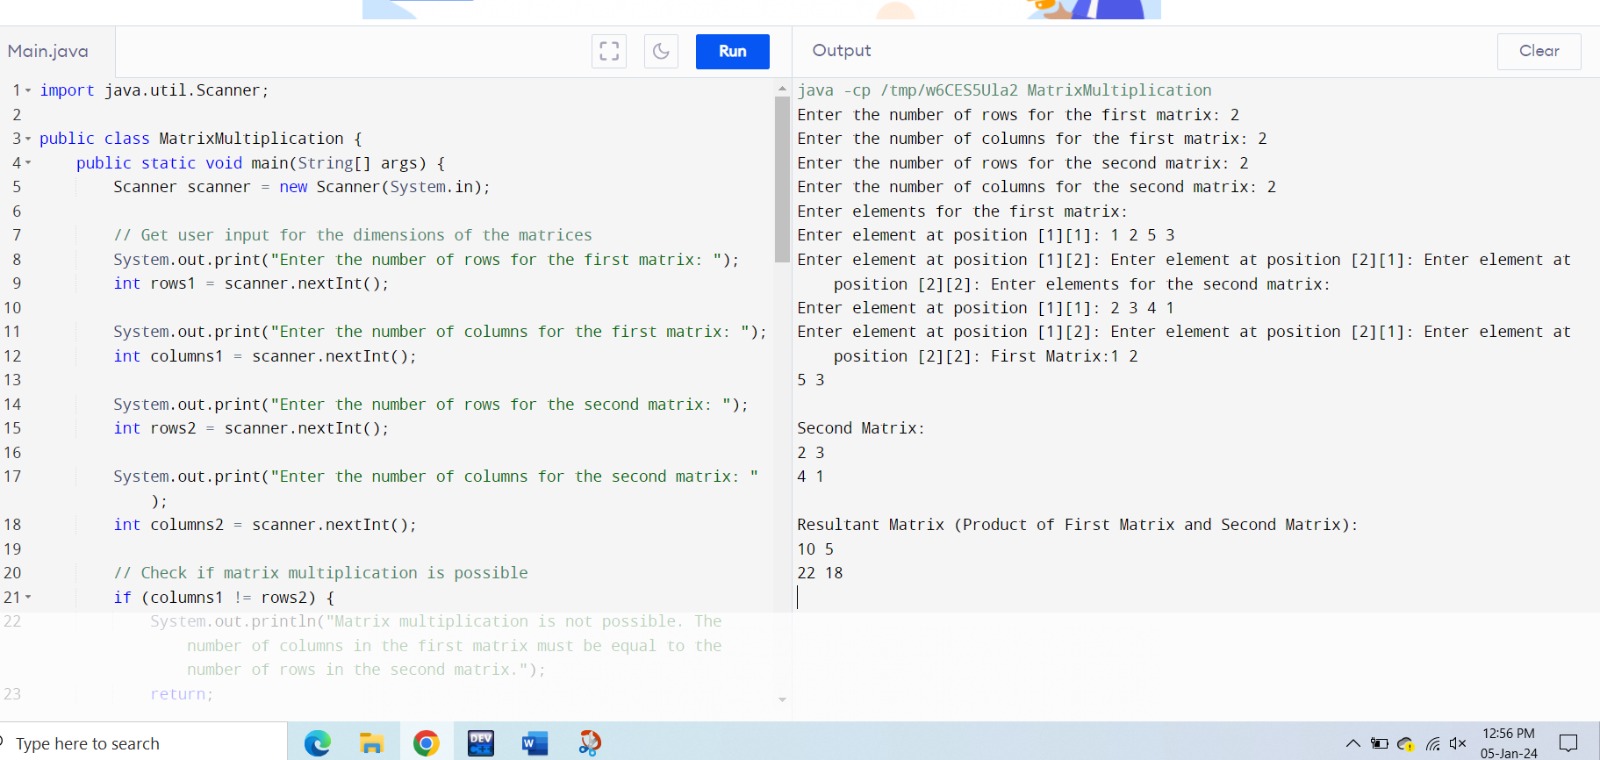 Main.java
Run
Output
Clear
1 import java.util.Scanner;
2
3 public class MatrixMultiplication {
4 public static void main(String[] args) {
5 Scanner scanner = new Scanner(System.in);
6
7 // Get user input for the dimensions of the matrices
8 System.out.print("Enter the number of rows for the first matrix: ");
9 int rows1 = scanner.nextInt();
10
11 System.out.print("Enter the number of columns for the first matrix: ");
12 int columns1 = scanner.nextInt();
13
14 System.out.print("Enter the number of rows for the second matrix: ");
15 int rows2 = scanner.nextInt();
16
17 System.out.print("Enter the number of columns for the second matrix: "
);
18 int columns2 = scanner.nextInt();
19
20 // Check if matrix multiplication is possible
21 if (columns1 != rows2) {
22 System.out.println("Matrix multiplication is not possible. The
number of columns in the first matrix must be equal to the
number of rows in the second matrix.");
23 return;
java -cp /tmp/w6CES5Ula2 MatrixMultiplication
Enter the number of rows for the first matrix: 2
Enter the number of columns for the first matrix: 2
Enter the number of rows for the second matrix: 2
Enter the number of columns for the second matrix: 2
Enter elements for the first matrix:
Enter element at position [1][1]: 1 2 5 3
Enter element at position [1][2]: Enter element at position [2][1]: Enter element at
position [2][2]: Enter elements for the second matrix:
Enter element at position [1][1]: 2 3 4 1
Enter element at position [1][2]: Enter element at position [2][1]: Enter element at
position [2][2]: First Matrix:1 2
5 3
Second Matrix:
2 3
4 1
Resultant Matrix (Product of First Matrix and Second Matrix):
10 5
22 18
Type here to search
DEV
W
12:56 PM
05-Jan-24